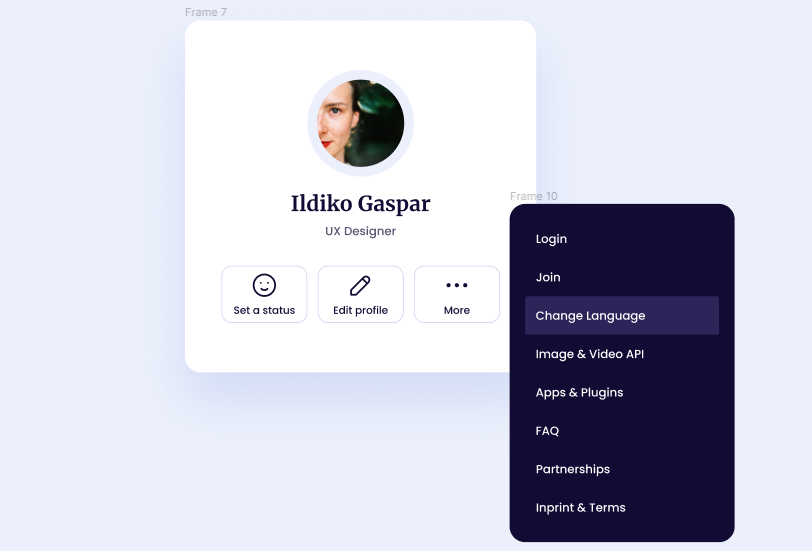 Frame 7
Ildiko Gaspar
UX Designer
Set a status
Edit profile
More
Frame 10
Login
Join
Change Language
Image & Video API
Apps & Plugins
FAQ
Partnerships
Inprint & Terms